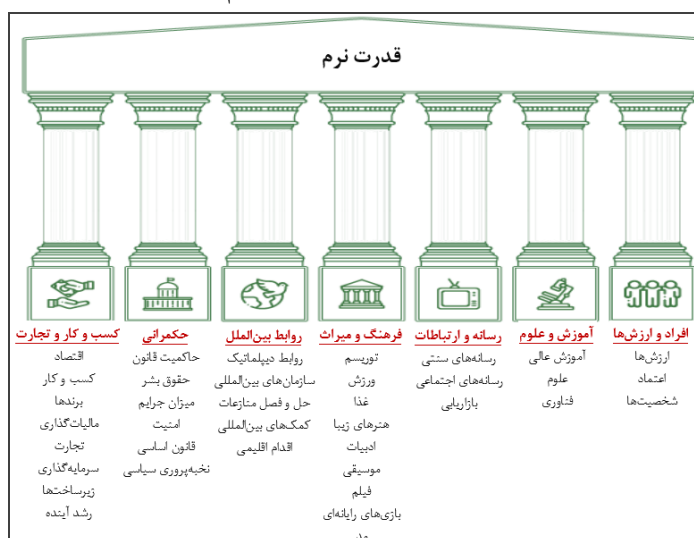 قدرت نرم
افراد و ارزش‌ها
ارزش‌ها
اعتماد
شخصیت‌ها
آموزش و علوم
آموزش عالی
علوم
فناوری
رسانه و ارتباطات
رسانه‌های سنتی
رسانه‌های اجتماعی
بازاریابی
فرهنگ و میراث
توریسم
ورزش
غذا
هنرهای زیبا
ادبیات
موسیقی
فیلم
بازی‌های رایانه‌ای
روابط بین‌الملل
روابط دیپلماتیک
سازمان‌های بین‌المللی
حل و فصل منازعات
کمک‌های بین‌المللی
اقدام اقلیمی
حکمرانی
حاکمیت قانون
حقوق بشر
میزان جرایم
امنیت
قانون اساسی
نخبه‌پروری سیاسی
کسب و کار و تجارت
اقتصاد
کسب و کار
برندها
مالیات‌گذاری
تجارت
سرمایه‌گذاری
زیرساخت‌ها
رشد آینده